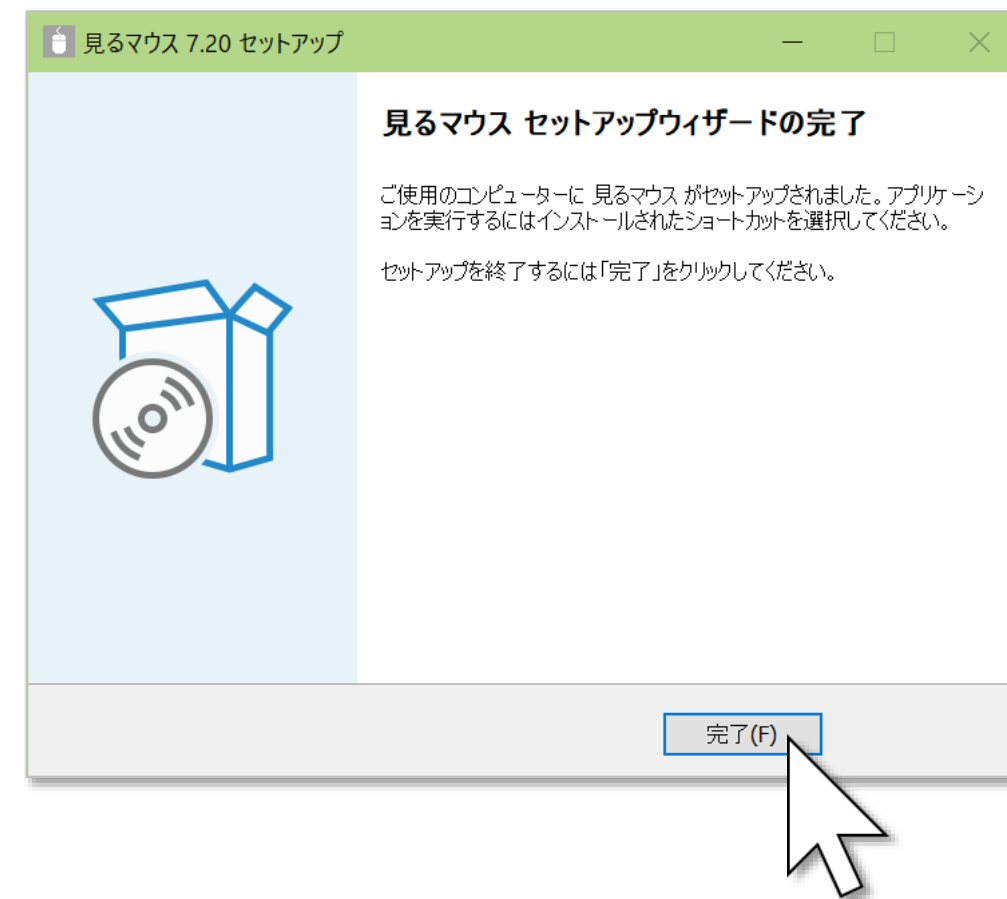 見るマウス 7.20 セットアップ
見るマウス セットアップウィザードの完了
ご使用のコンピューターに 見るマウス がセットアップされました。アプリケーシ
ョンを実行するにはインストールされたショートカットを選択してください。
セットアップを終了するには「完了」をクリックしてください。
完了(F)